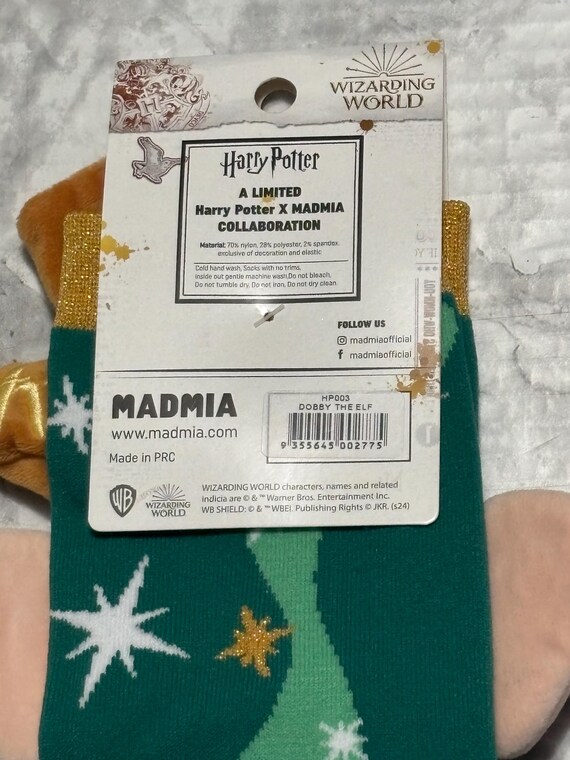 WIZARDING
WORLD
Harry Potter
A LIMITED
Harry Potter X MADMIA
COLLABORATION
Material: 70% nylon, 28% polyester, 2% spandex.
exclusive of decoration and elastic
Cold hand wash, Socks with no trims,
inside out gentle machine wash,Do not bleach,
Do not tumble dry. Do not iron. Do not dry clean.
FOLLOW US
madmiaofficial
madmiaofficial
MADMIA
www.madmia.com
Made in PRC
HP003
DOBBY THE ELF
9 355645 002775
WB
WIZARDING
WORLD
WIZARDING WORLD characters, names and related
indicia are © & ™ Warner Bros. Entertainment Inc.
WB SHIELD: © & ™ WBEI. Publishing Rights © JKR. (s24)